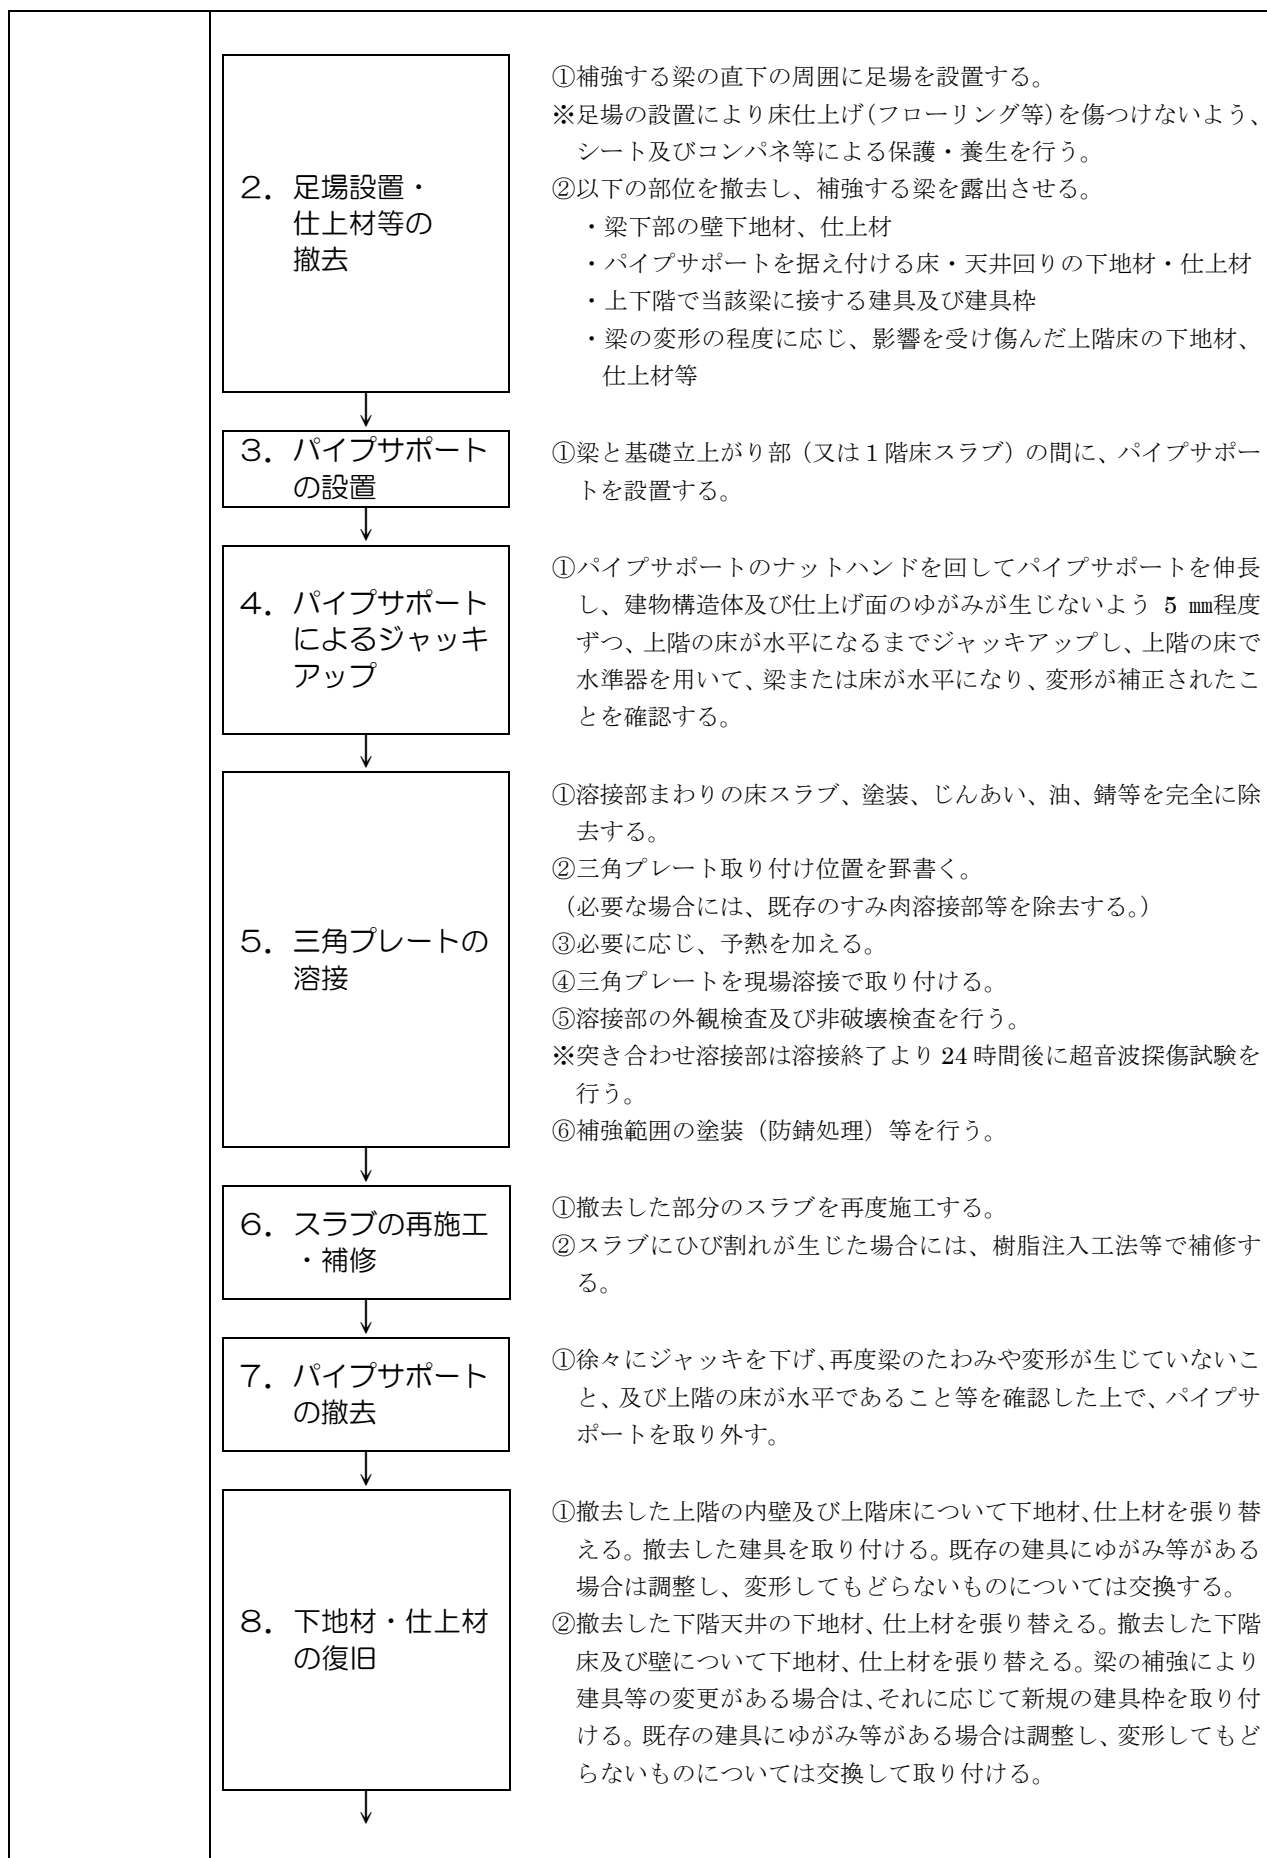 2．足場設置・
仕上材等の
撤去
①補強する梁の直下の周囲に足場を設置する。
※足場の設置により床仕上げ(フローリング等)を傷つけないよう、
シート及びコンパネ等による保護・養生を行う。
②以下の部位を撤去し、補強する梁を露出させる。
・梁下部の壁下地材、仕上材
・パイプサポートを据え付ける床・天井回りの下地材・仕上材
・上下階で当該梁に接する建具及び建具枠
・梁の変形の程度に応じ、影響を受け傷んだ上階床の下地材、
仕上材等
↓
3．パイプサポート
の設置
①梁と基礎立上がり部（又は1階床スラブ）の間に、パイプサポー
トを設置する。
↓
4．パイプサポート
によるジャッキ
アップ
①パイプサポートのナットハンドを回してパイプサポートを伸長
し、建物構造体及び仕上げ面のゆがみが生じないよう 5 ㎜程度
ずつ、上階の床が水平になるまでジャッキアップし、上階の床で
水準器を用いて、梁または床が水平になり、変形が補正されたこ
とを確認する。
↓
5．三角プレートの
溶接
①溶接部まわりの床スラブ、塗装、じんあい、油、錆等を完全に除
去する。
②三角プレート取り付け位置を罫書く。
（必要な場合には、既存のすみ肉溶接部等を除去する。）
③必要に応じ、予熱を加える。
④三角プレートを現場溶接で取り付ける。
⑤溶接部の外観検査及び非破壊検査を行う。
※突き合わせ溶接部は溶接終了より 24 時間後に超音波探傷試験を
行う。
⑥補強範囲の塗装（防錆処理）等を行う。
↓
6．スラブの再施工
・補修
①撤去した部分のスラブを再度施工する。
②スラブにひび割れが生じた場合には、樹脂注入工法等で補修す
る。
↓
7．パイプサポート
の撤去
①徐々にジャッキを下げ、再度梁のたわみや変形が生じていないこ
と、及び上階の床が水平であること等を確認した上で、パイプサ
ポートを取り外す。
↓
8．下地材・仕上材
の復旧
①撤去した上階の内壁及び上階床について下地材、仕上材を張り替
える。撤去した建具を取り付ける。既存の建具にゆがみ等がある
場合は調整し、変形してもどらないものについては交換する。
②撤去した下階天井の下地材、仕上材を張り替える。撤去した下階
床及び壁について下地材、仕上材を張り替える。梁の補強により
建具等の変更がある場合は、それに応じて新規の建具枠を取り付
ける。既存の建具にゆがみ等がある場合は調整し、変形してもど
らないものについては交換して取り付ける。
↓